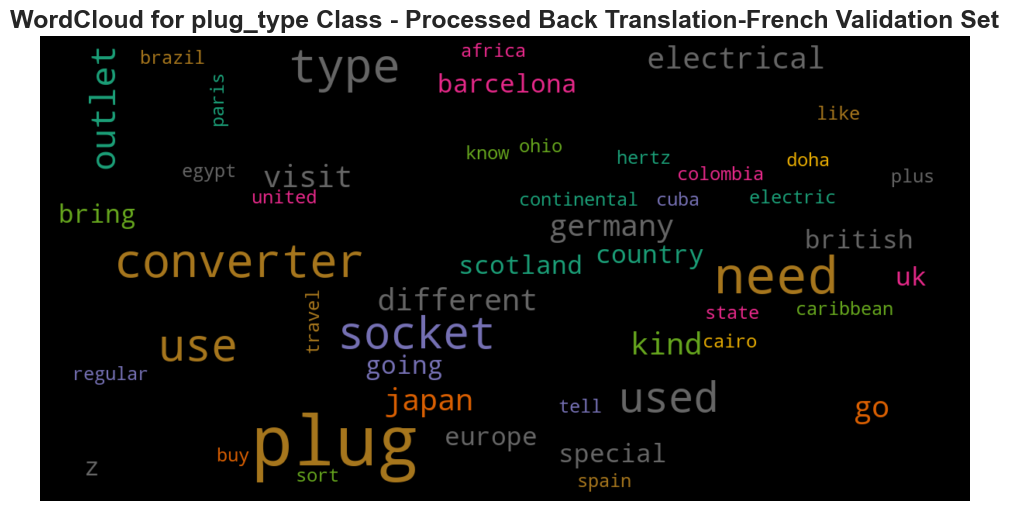 WordCloud for plug_type Class - Processed Back Translation-French Validation Set
brazil
africa
type
electrical
outlet
paris
barcelona
like
know
ohio
hertz
doha
egypt
visit
colombia
plus
united
continental
cuba
electric
bring
germany
british
country
converter
scotland
need
uk
different
travel
state
caribbean
socket
use
kind
cairo
going
regular
japan
used
tell
go
plug
europe
buy
special
z
sort
spain